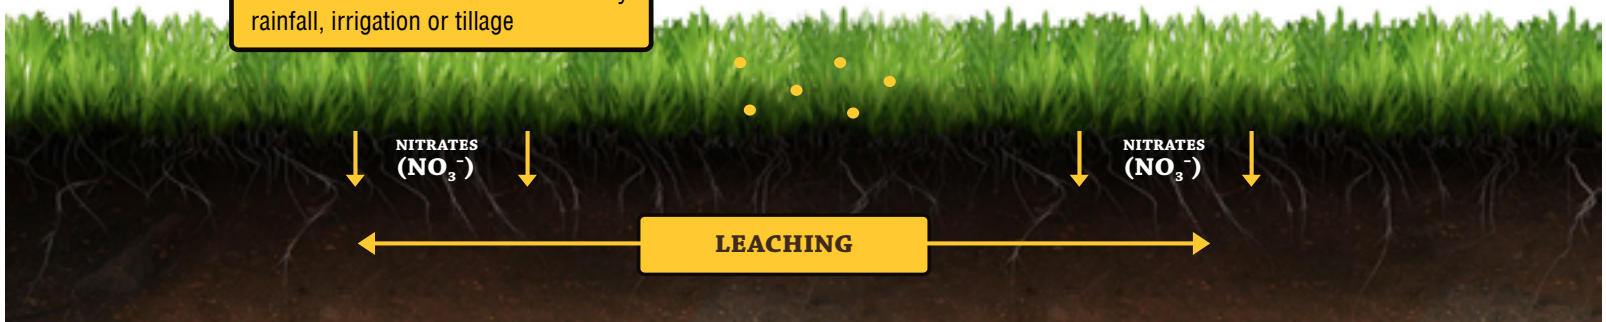 rainfall, irrigation or tillage
NITRATES
(NO₃⁻)
NITRATES
(NO₃⁻)
LEACHING